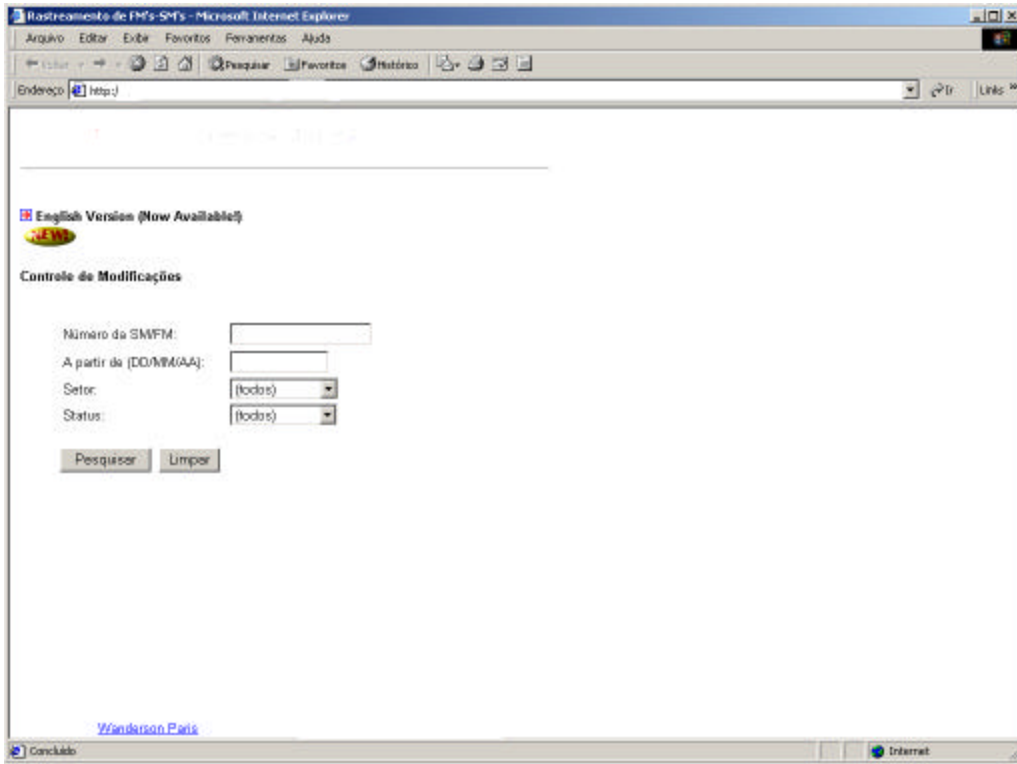 Rastreamento de FM's-SM's - Microsoft Internet Explorer
Arquivo Editar Exibir Favoritos Ferramentas Ajuda
Pesquisar Favoritos Histórico
Endereço http:/ Ir Links »
English Version (Now Available!)
NEW!
Controle de Modificações
Número da SM/FM:
A partir de (DD/MM/AA):
Setor: (todos)
Status: (todos)
Pesquisar Limpar
Wanderson Paris
Concluído Internet